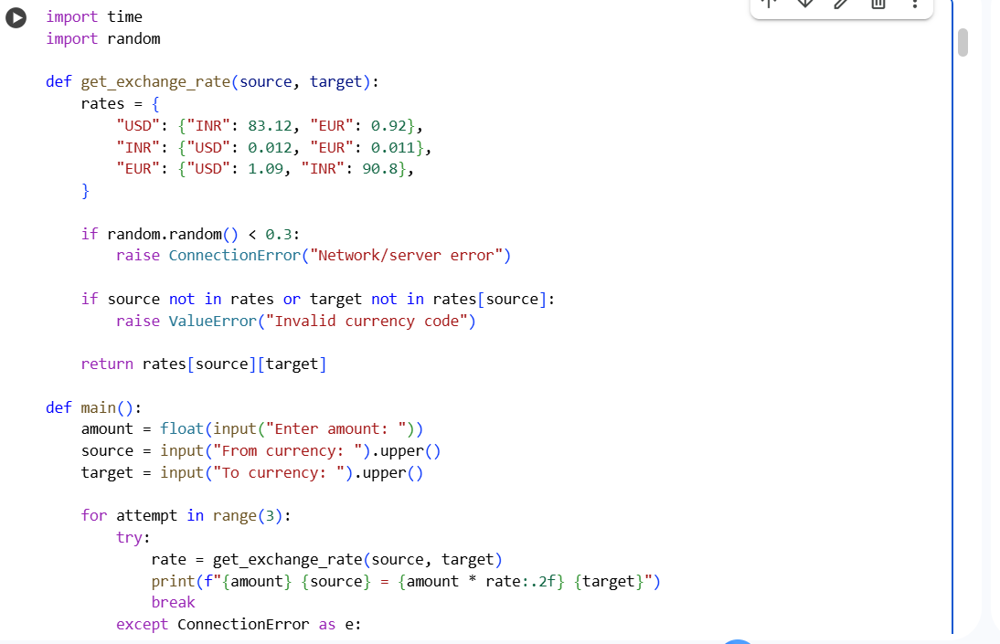 import time
import random

def get_exchange_rate(source, target):
    rates = {
        "USD": {"INR": 83.12, "EUR": 0.92},
        "INR": {"USD": 0.012, "EUR": 0.011},
        "EUR": {"USD": 1.09, "INR": 90.8},
    }

    if random.random() < 0.3:
        raise ConnectionError("Network/server error")

    if source not in rates or target not in rates[source]:
        raise ValueError("Invalid currency code")

    return rates[source][target]

def main():
    amount = float(input("Enter amount: "))
    source = input("From currency: ").upper()
    target = input("To currency: ").upper()

    for attempt in range(3):
        try:
            rate = get_exchange_rate(source, target)
            print(f"{amount} {source} = {amount * rate:.2f} {target}")
            break
        except ConnectionError as e: